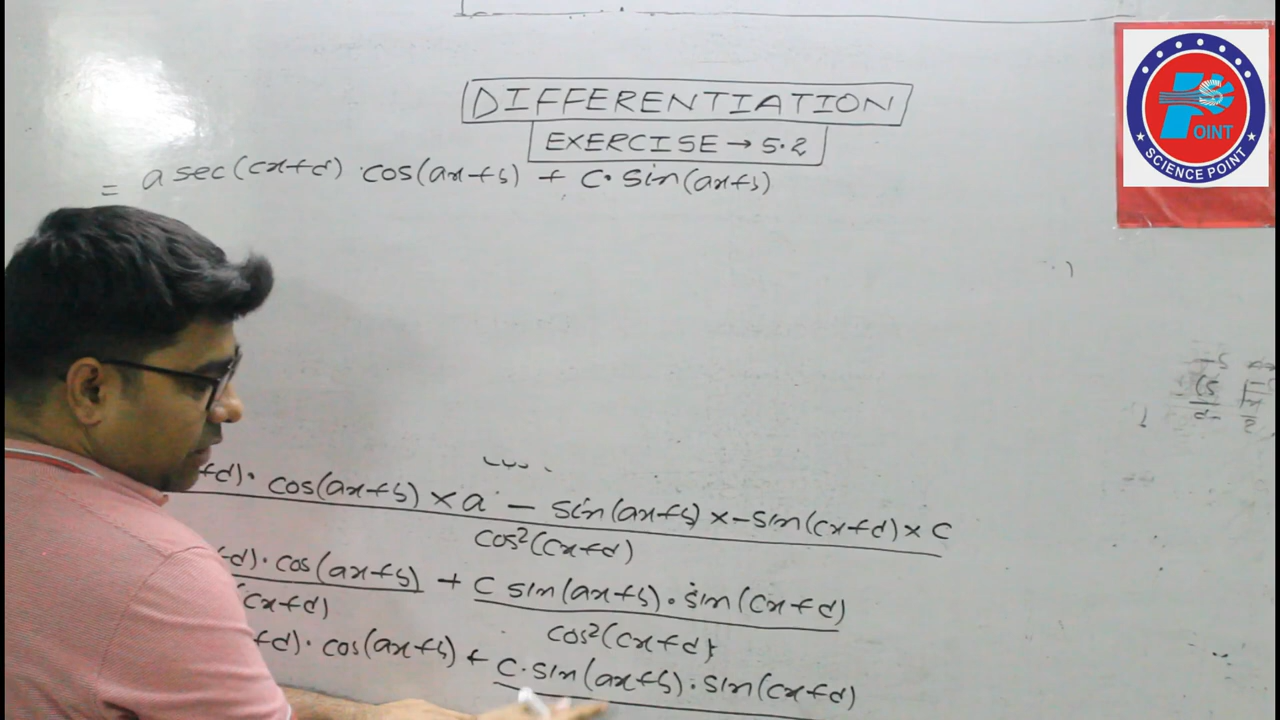 DIFFERENTIATION
EXERCISE → 5.2
= a sec(cx+d) · cos(ax+b) + c · sin(ax+b)
+d) · cos(ax+b) × a - sin(ax+b) × -sin(cx+d) × c
cos²(cx+d)
d) · cos(ax+b) + c sin(ax+b) · sin(cx+d)
(cx+d) cos²(cx+d)
+d) · cos(ax+b) + c · sin(ax+b) · sin(cx+d)
POINT
SCIENCE POINT